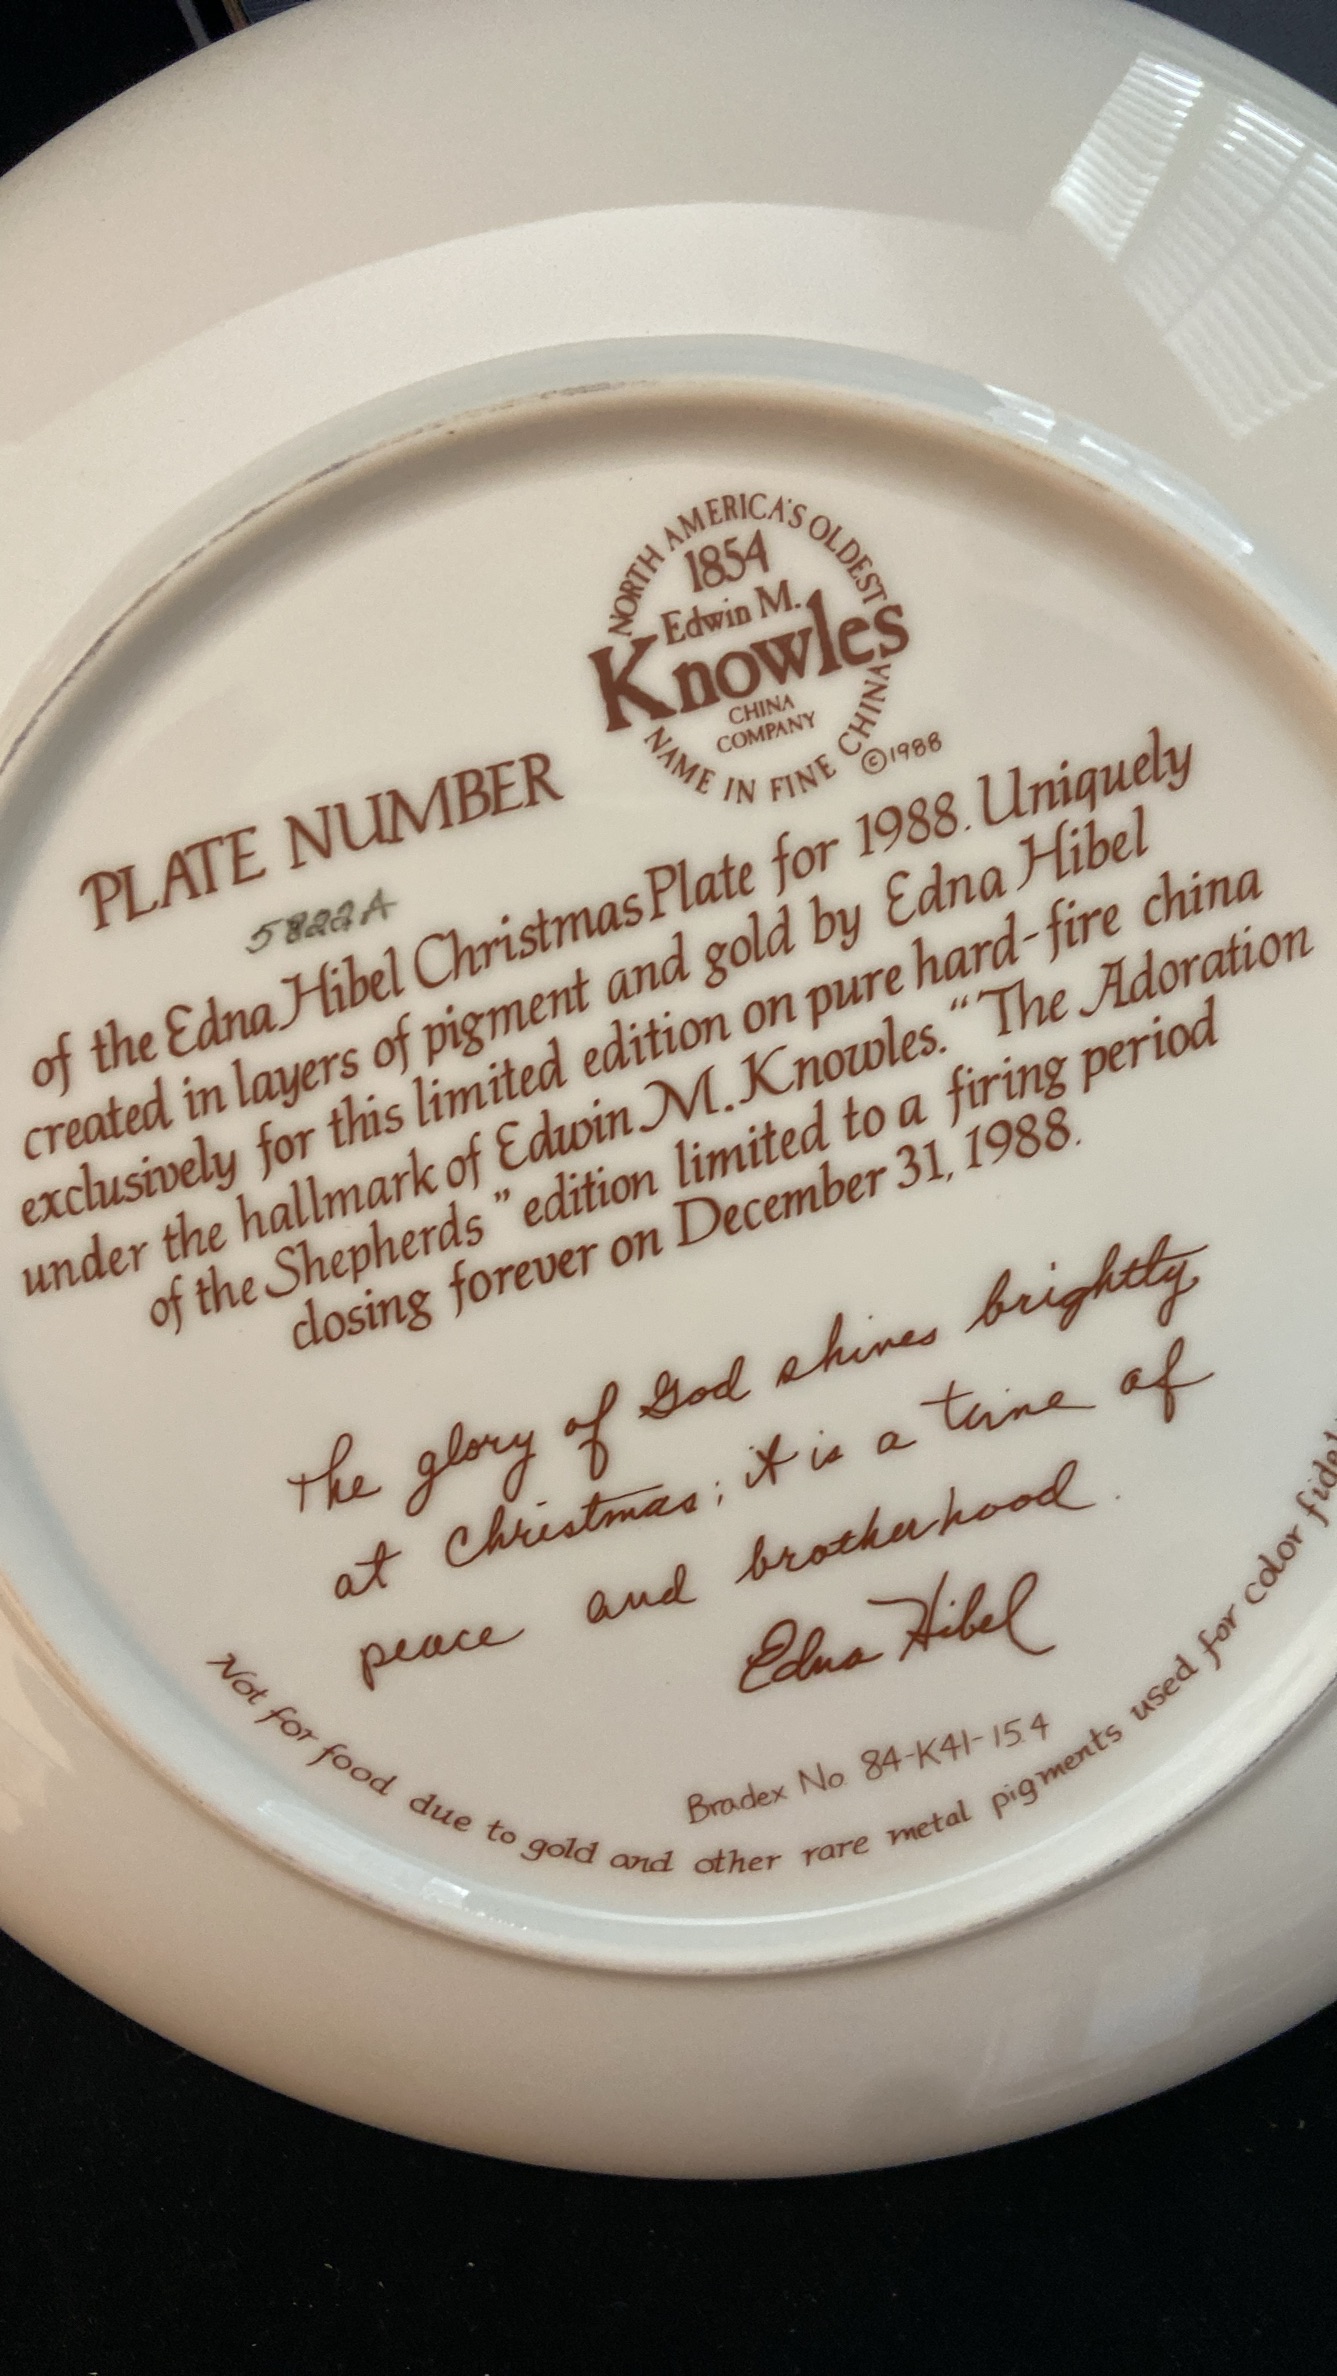 NORTH AMERICA'S OLDEST
1854
Edwin M.
Knowles
CHINA
COMPANY
NAME IN FINE CHINA
©1988
PLATE NUMBER
5822A
of the Edna Hibel Christmas Plate for 1988. Uniquely
created in layers of pigment and gold by Edna Hibel
exclusively for this limited edition on pure hard-fire china
under the hallmark of Edwin M. Knowles. "The Adoration
of the Shepherds" edition limited to a firing period
closing forever on December 31, 1988.
The glory of God shines brightly
at Christmas; it is a time of
peace and brotherhood.
Edna Hibel
Bradex No. 84-K41-15.4
Not for food due to gold and other rare metal pigments used for color